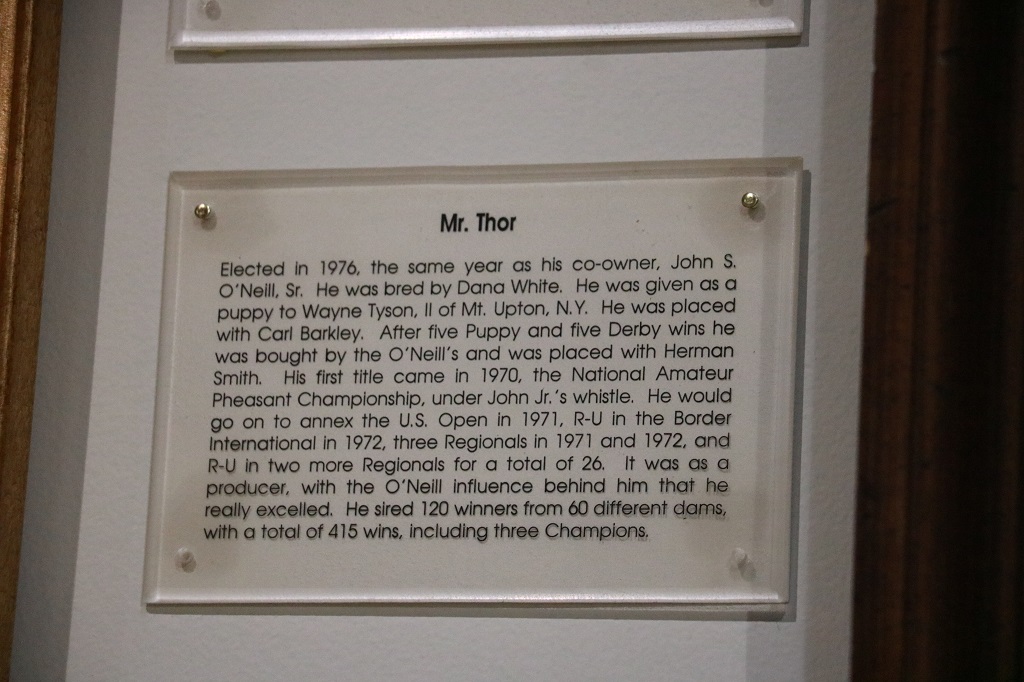 Mr. Thor
Elected in 1976, the same year as his co-owner, John S.
O'Neill, Sr. He was bred by Dana White. He was given as a
puppy to Wayne Tyson, II of Mt. Upton, N.Y. He was placed
with Carl Barkley. After five Puppy and five Derby wins he
was bought by the O'Neill's and was placed with Herman
Smith. His first title came in 1970, the National Amateur
Pheasant Championship, under John Jr.'s whistle. He would
go on to annex the U.S. Open in 1971, R-U in the Border
International in 1972, three Regionals in 1971 and 1972, and
R-U in two more Regionals for a total of 26. It was as a
producer, with the O'Neill influence behind him that he
really excelled. He sired 120 winners from 60 different dams,
with a total of 415 wins, including three Champions.